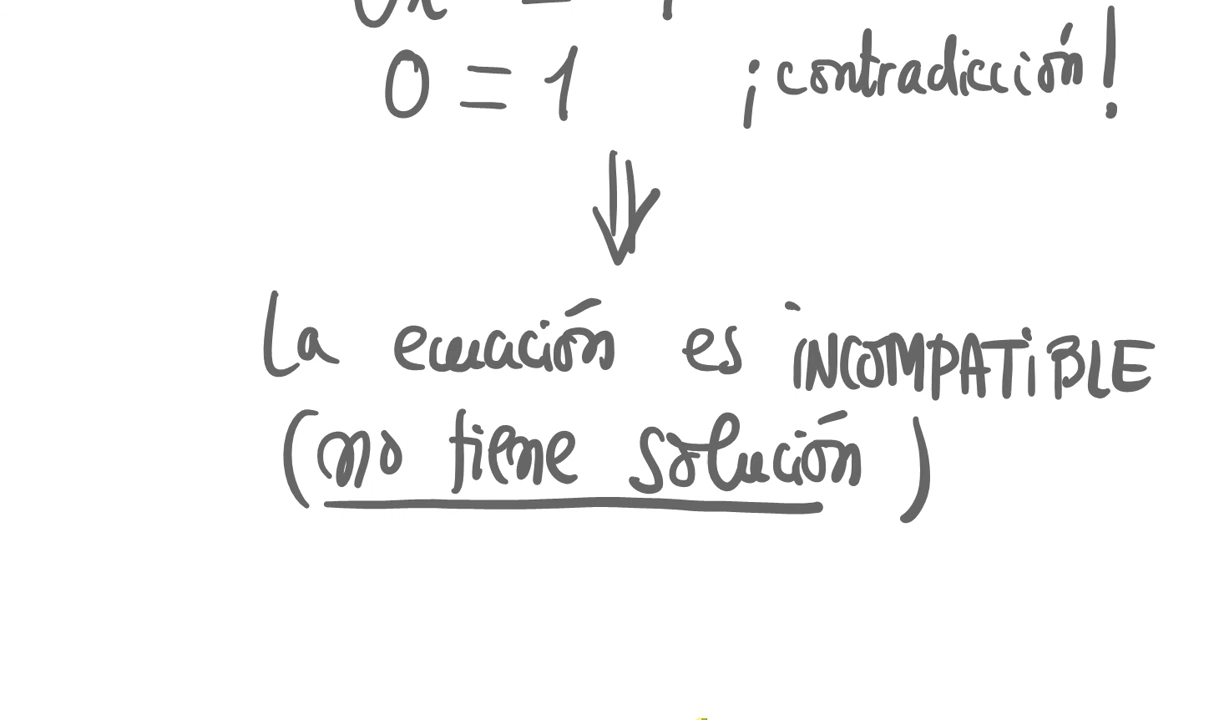 0 = 1 ¡contradicción!
⇓
La ecuación es INCOMPATiBLE
(no tiene solución)